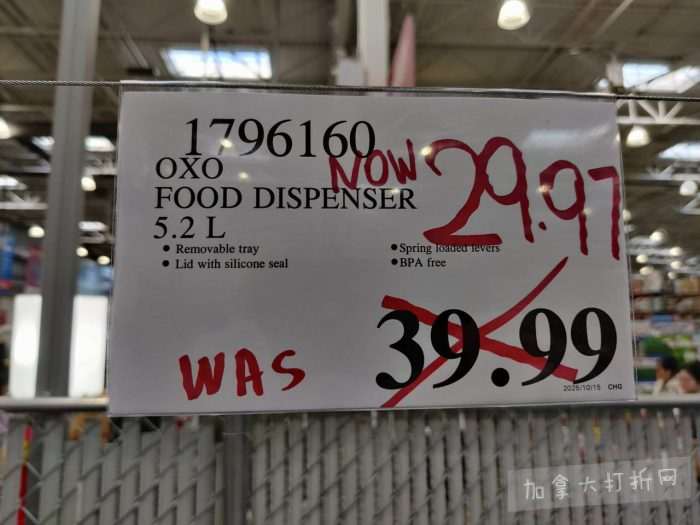 1796160
OXO
NOW 29.97
FOOD DISPENSER
5.2 L
• Removable tray
• Lid with silicone seal
• Spring loaded levers
• BPA free
WAS 39.99
2025/10/15 CHG
加拿大打折网